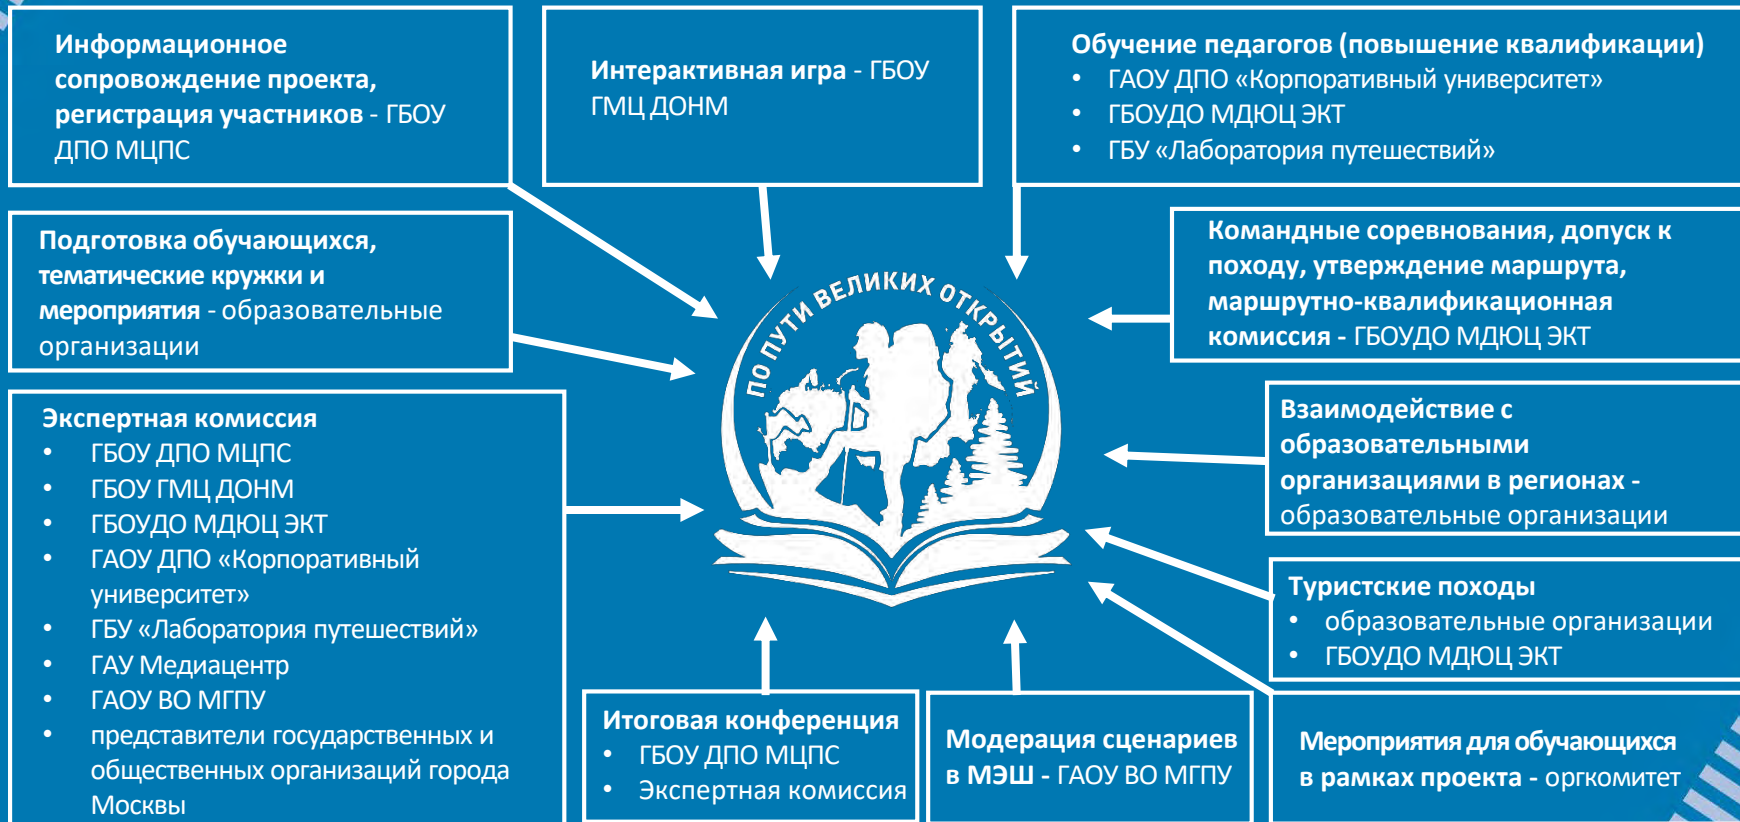 Информационное
сопровождение проекта,
регистрация участников - ГБОУ
ДПО МЦПС
Интерактивная игра - ГБОУ
ГМЦ ДОНМ
Обучение педагогов (повышение квалификации)
• ГАОУ ДПО «Корпоративный университет»
• ГБОУДО МДЮЦ ЭКТ
• ГБУ «Лаборатория путешествий»
Подготовка обучающихся,
тематические кружки и
мероприятия - образовательные
организации
Командные соревнования, допуск к
походу, утверждение маршрута,
маршрутно-квалификационная
комиссия - ГБОУДО МДЮЦ ЭКТ
ПО ПУТИ ВЕЛИКИХ ОТКРЫТИЙ
Экспертная комиссия
• ГБОУ ДПО МЦПС
• ГБОУ ГМЦ ДОНМ
• ГБОУДО МДЮЦ ЭКТ
• ГАОУ ДПО «Корпоративный
университет»
• ГБУ «Лаборатория путешествий»
• ГАУ Медиацентр
• ГАОУ ВО МГПУ
• представители государственных и
общественных организаций города
Москвы
Взаимодействие с
образовательными
организациями в регионах -
образовательные организации
Туристские походы
• образовательные организации
• ГБОУДО МДЮЦ ЭКТ
Итоговая конференция
• ГБОУ ДПО МЦПС
• Экспертная комиссия
Модерация сценариев
в МЭШ - ГАОУ ВО МГПУ
Мероприятия для обучающихся
в рамках проекта - оргкомитет